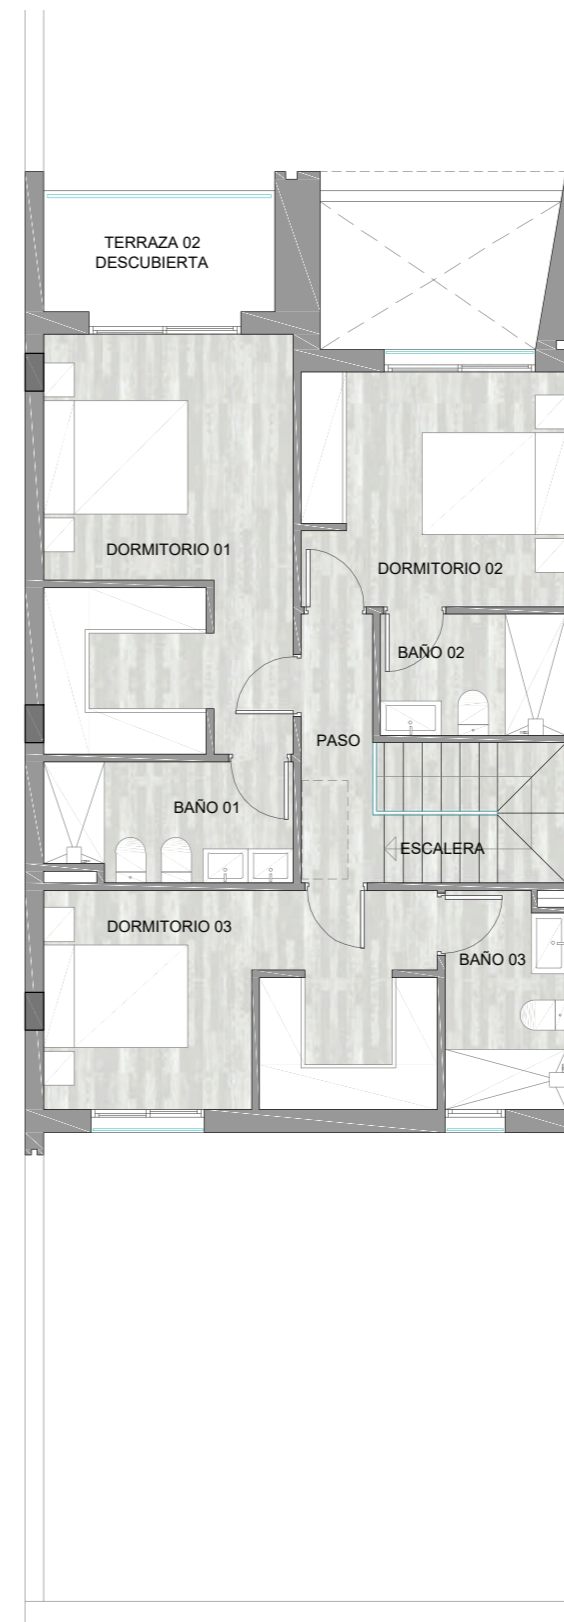 TERRAZA 02
DESCUBIERTA
DORMITORIO 01
DORMITORIO 02
BAÑO 02
PASO
BAÑO 01
ESCALERA
DORMITORIO 03
BAÑO 03